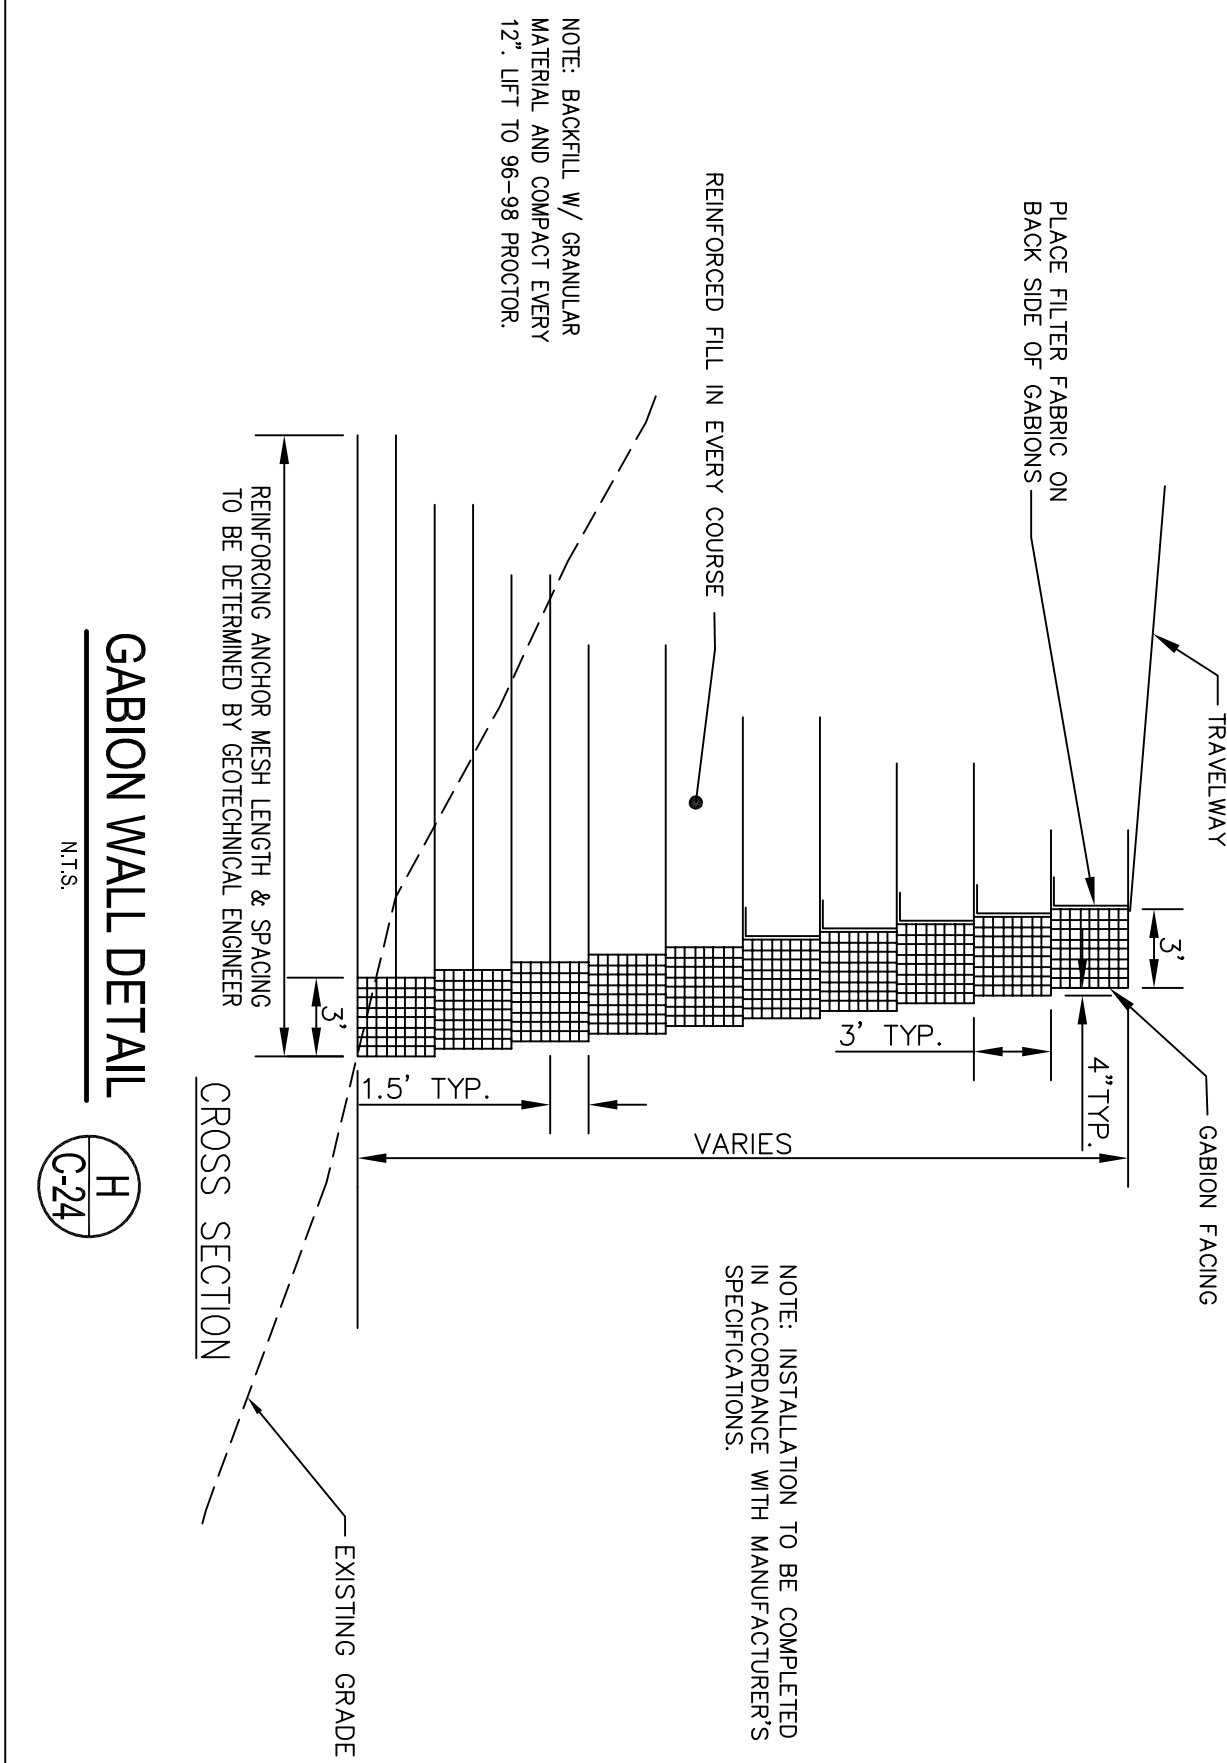 TRAVELWAY
GABION FACING
3'
PLACE FILTER FABRIC ON
BACK SIDE OF GABIONS
4" TYP.
3' TYP.
REINFORCED FILL IN EVERY COURSE
VARIES
NOTE: INSTALLATION TO BE COMPLETED
IN ACCORDANCE WITH MANUFACTURER'S
SPECIFICATIONS.
NOTE: BACKFILL W/ GRANULAR
MATERIAL AND COMPACT EVERY
12". LIFT TO 96-98 PROCTOR.
1.5' TYP.
3'
EXISTING GRADE
REINFORCING ANCHOR MESH LENGTH & SPACING
TO BE DETERMINED BY GEOTECHNICAL ENGINEER
CROSS SECTION
GABION WALL DETAIL
N.T.S.
H
C-24